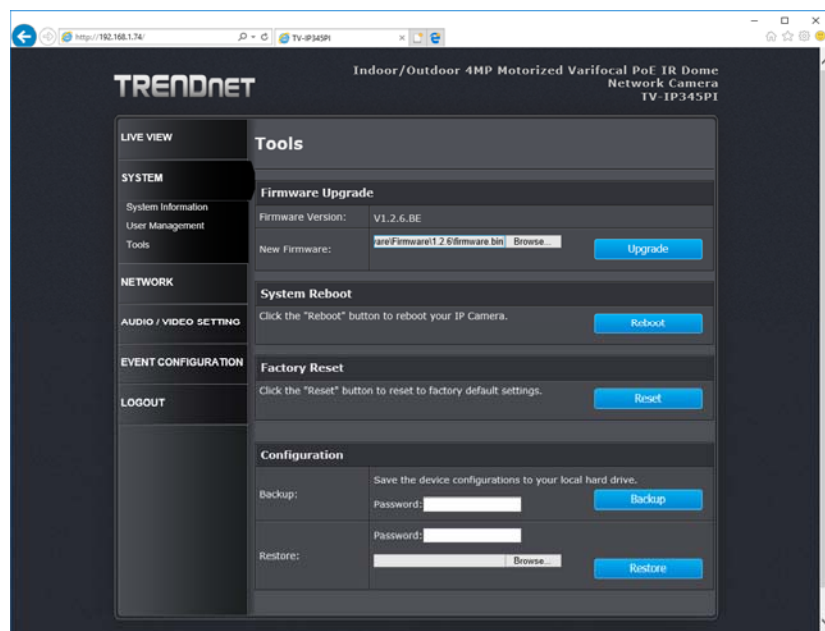 http://192.168.1.74/
TV-IP345PI
TRENDnet
Indoor/Outdoor 4MP Motorized Varifocal PoE IR Dome
Network Camera
TV-IP345PI
LIVE VIEW
SYSTEM
System Information
User Management
Tools
NETWORK
AUDIO / VIDEO SETTING
EVENT CONFIGURATION
LOGOUT
Tools
Firmware Upgrade
Firmware Version: V1.2.6.BE
New Firmware: vare\Firmware\1.2.6\firmware.bin Browse... Upgrade
System Reboot
Click the "Reboot" button to reboot your IP Camera. Reboot
Factory Reset
Click the "Reset" button to reset to factory default settings. Reset
Configuration
Save the device configurations to your local hard drive.
Backup: Password: Backup
Password:
Restore: Browse... Restore